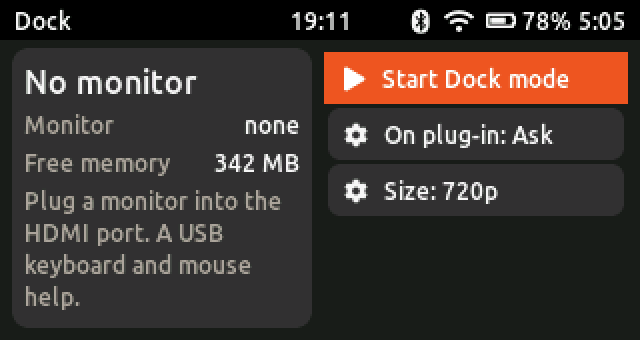 Dock 19:11 78% 5:05
No monitor
Monitor none
Free memory 342 MB
Plug a monitor into the
HDMI port. A USB
keyboard and mouse
help.
Start Dock mode
On plug-in: Ask
Size: 720p